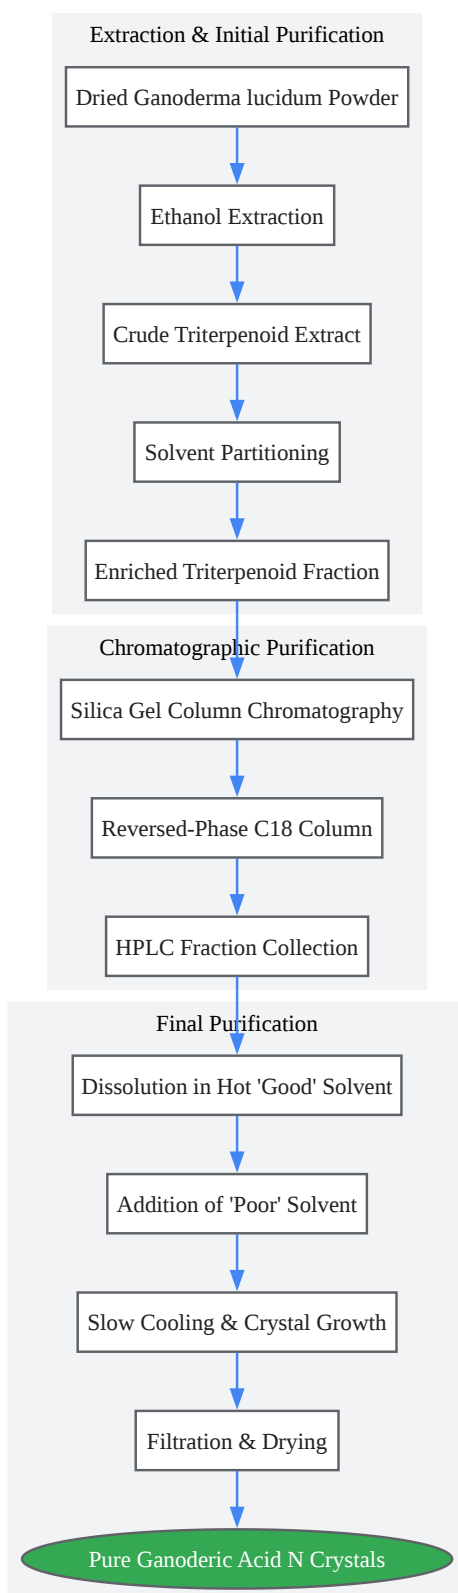 Extraction & Initial Purification
Dried Ganoderma lucidum Powder
Ethanol Extraction
Crude Triterpenoid Extract
Solvent Partitioning
Enriched Triterpenoid Fraction
Chromatographic Purification
Silica Gel Column Chromatography
Reversed-Phase C18 Column
HPLC Fraction Collection
Final Purification
Dissolution in Hot 'Good' Solvent
Addition of 'Poor' Solvent
Slow Cooling & Crystal Growth
Filtration & Drying
Pure Ganoderic Acid N Crystals